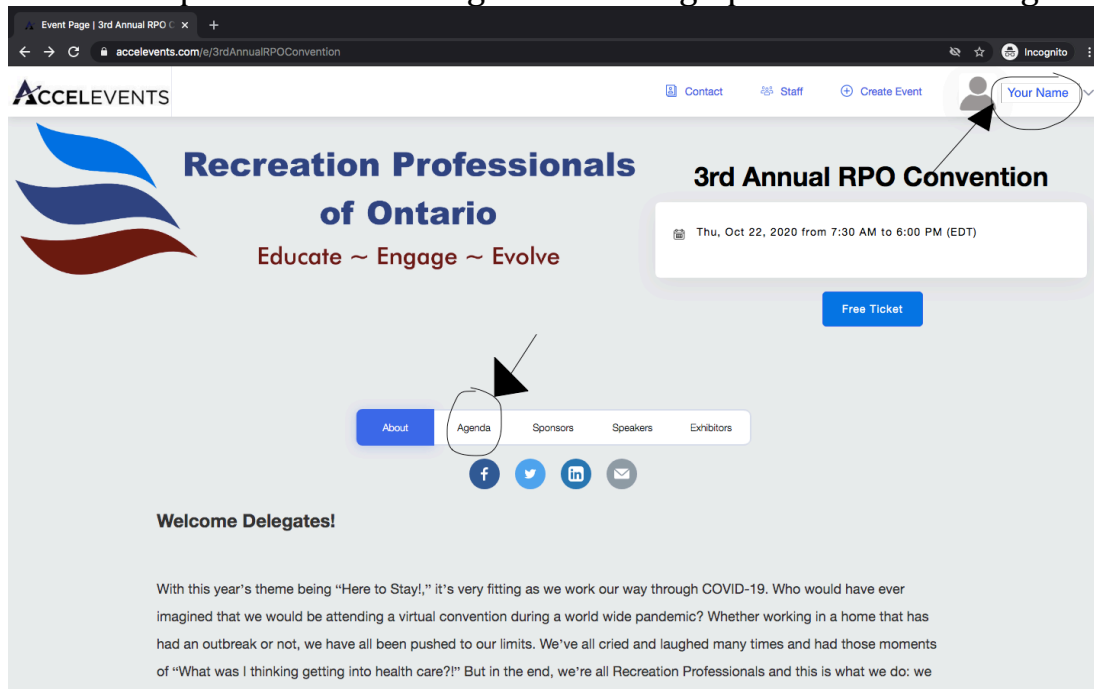 Event Page | 3rd Annual RPO C
accelevents.com/e/3rdAnnualRPOConvention
Incognito
ACCELEVENTS
Contact
Staff
Create Event
Your Name
Recreation Professionals
of Ontario
Educate ~ Engage ~ Evolve
3rd Annual RPO Convention
Thu, Oct 22, 2020 from 7:30 AM to 6:00 PM (EDT)
Free Ticket
About
Agenda
Sponsors
Speakers
Exhibitors
Welcome Delegates!
With this year's theme being “Here to Stay!,” it's very fitting as we work our way through COVID-19. Who would have ever
imagined that we would be attending a virtual convention during a world wide pandemic? Whether working in a home that has
had an outbreak or not, we have all been pushed to our limits. We've all cried and laughed many times and had those moments
of “What was I thinking getting into health care?!” But in the end, we're all Recreation Professionals and this is what we do: we